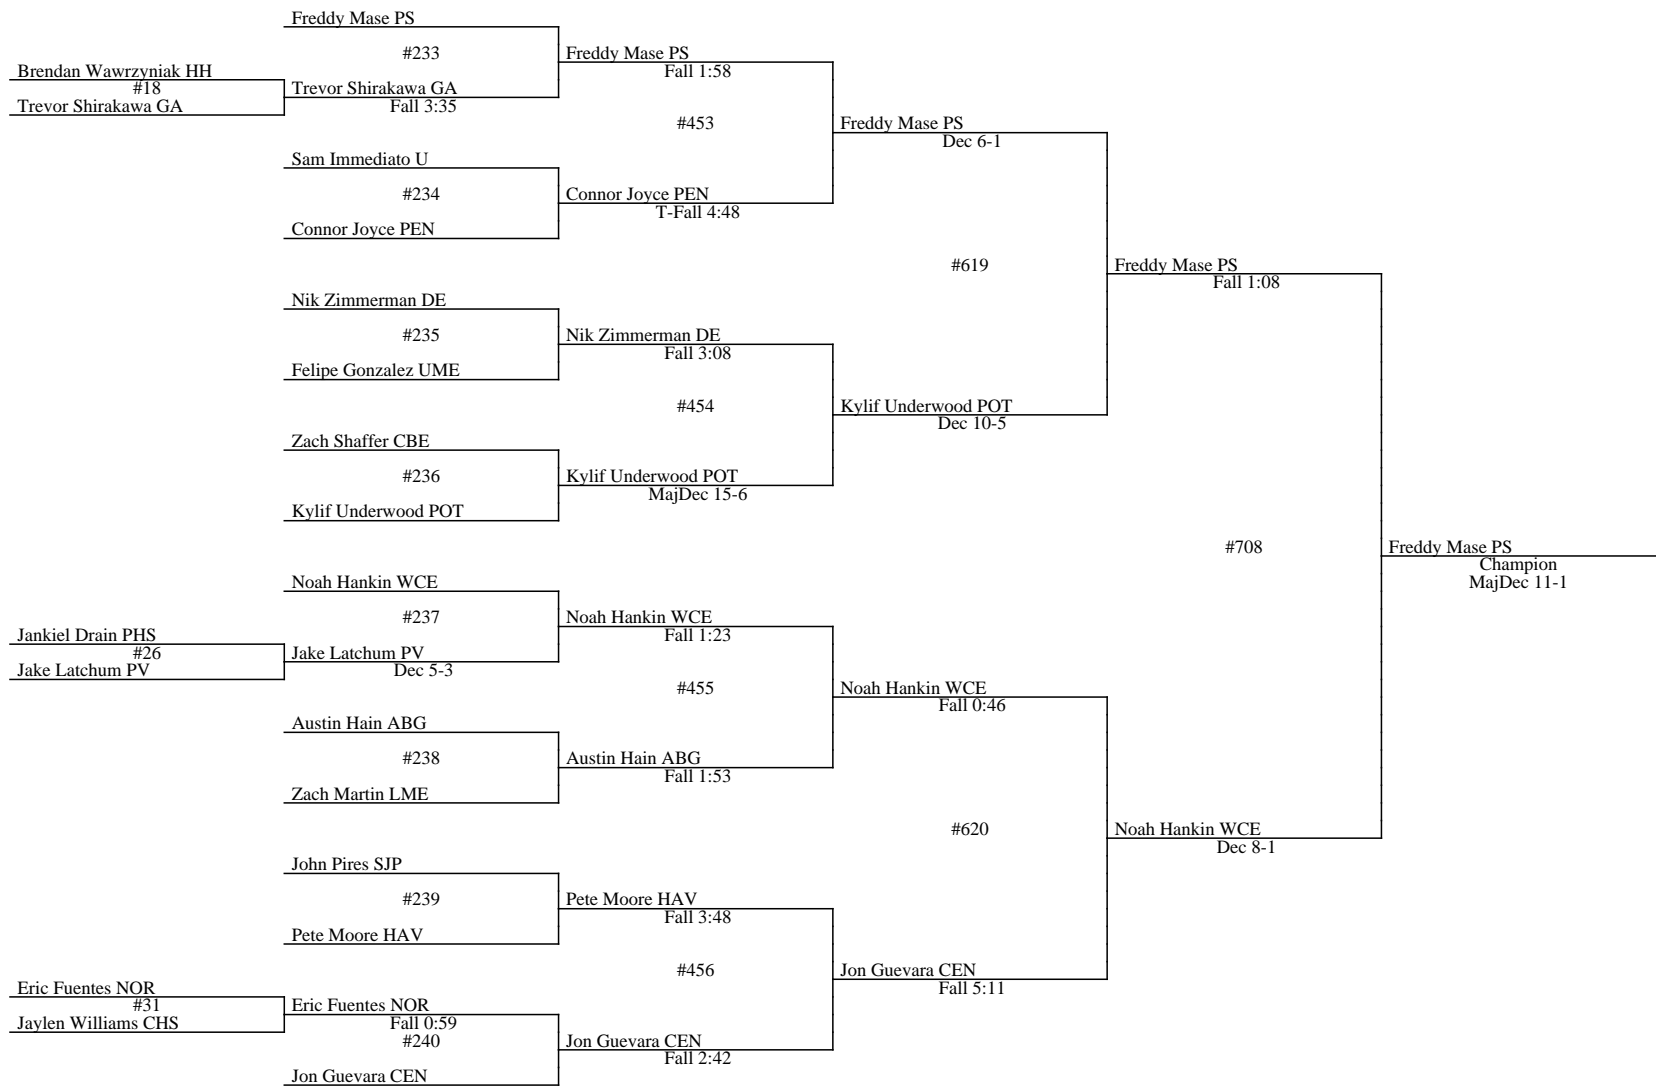 Freddy Mase PS
#233
Brendan Wawrzyniak HH
#18
Trevor Shirakawa GA
Trevor Shirakawa GA
Fall 3:35
Freddy Mase PS
Fall 1:58
#453
Sam Immediato U
#234
Connor Joyce PEN
Connor Joyce PEN
T-Fall 4:48
Freddy Mase PS
Dec 6-1
#619
Nik Zimmerman DE
#235
Felipe Gonzalez UME
Nik Zimmerman DE
Fall 3:08
#454
Zach Shaffer CBE
#236
Kylif Underwood POT
Kylif Underwood POT
MajDec 15-6
Kylif Underwood POT
Dec 10-5
Freddy Mase PS
Fall 1:08
#708
Freddy Mase PS
Champion
MajDec 11-1
Noah Hankin WCE
#237
Jankiel Drain PHS
#26
Jake Latchum PV
Jake Latchum PV
Dec 5-3
Noah Hankin WCE
Fall 1:23
#455
Austin Hain ABG
#238
Zach Martin LME
Austin Hain ABG
Fall 1:53
Noah Hankin WCE
Fall 0:46
#620
Noah Hankin WCE
Dec 8-1
John Pires SJP
#239
Pete Moore HAV
Pete Moore HAV
Fall 3:48
#456
Eric Fuentes NOR
#31
Jaylen Williams CHS
Eric Fuentes NOR
Fall 0:59
#240
Jon Guevara CEN
Jon Guevara CEN
Fall 2:42
Jon Guevara CEN
Fall 5:11